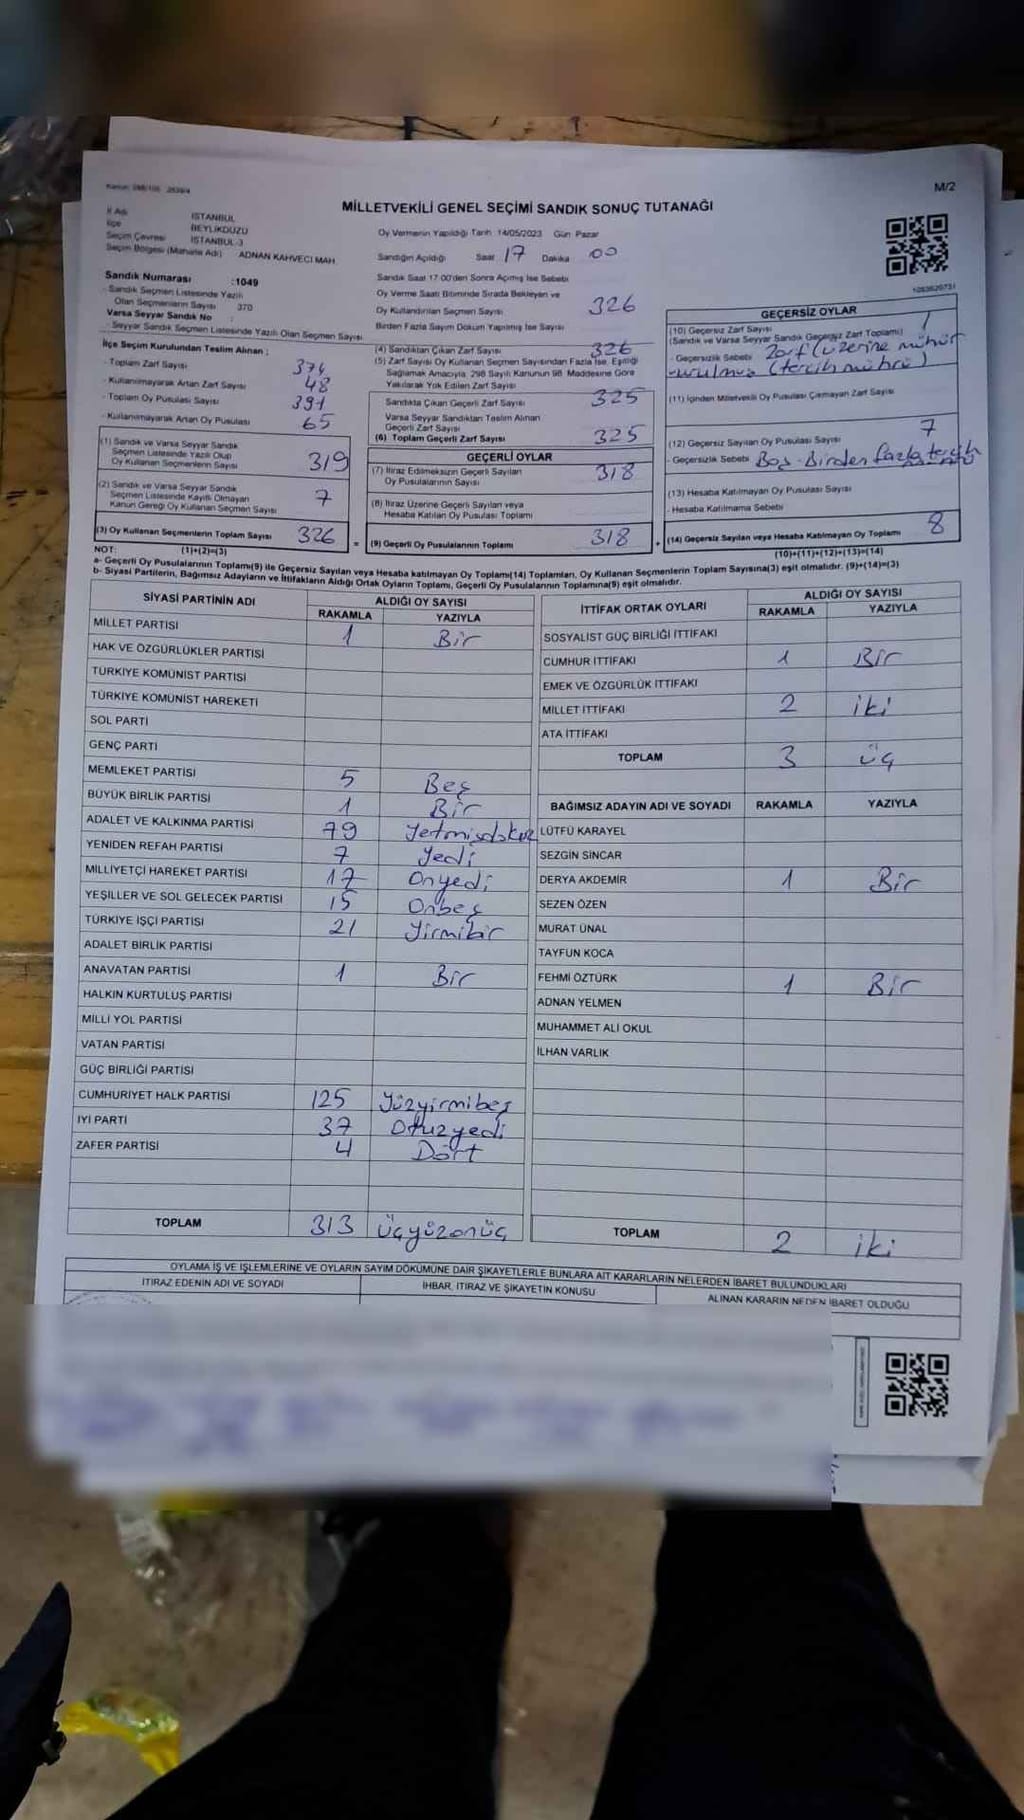 Kanun: 298/105 2839/4
M/2
MİLLETVEKİLİ GENEL SEÇİMİ SANDIK SONUÇ TUTANAĞI
İl Adı İSTANBUL
İlçe BEYLİKDÜZÜ
Seçim Çevresi İSTANBUL-3
Seçim Bölgesi (Mahalle Adı) ADNAN KAHVECİ MAH.
Oy Vermenin Yapıldığı Tarih 14/05/2023 Gün Pazar
Sandığın Açıldığı Saat 17 Dakika 00
Sandık Numarası :1049
- Sandık Seçmen Listesinde Yazılı
Olan Seçmenlerin Sayısı 370
Varsa Seyyar Sandık No :
- Seyyar Sandık Seçmen Listesinde Yazılı Olan Seçmen Sayısı
Sandık Saat 17:00'den Sonra Açımış İse Sebebi
Oy Verme Saati Bitiminde Sırada Bekleyen ve
Oy Kullandırılan Seçmen Sayısı 326
Birden Fazla Sayım Döküm Yapılmış İse Sayısı
1053620731
İlçe Seçim Kurulundan Teslim Alınan :
- Toplam Zarf Sayısı 374
- Kullanılmayarak Artan Zarf Sayısı 48
- Toplam Oy Pusulası Sayısı 391
- Kullanılmayarak Artan Oy Pusulası 65
(4) Sandıktan Çıkan Zarf Sayısı 326
(5) Zarf Sayısı Oy Kullanan Seçmen Sayısından Fazla İse, Eşitliği
Sağlamak Amacıyla, 298 Sayılı Kanunun 98. Maddesine Göre
Yakılarak Yok Edilen Zarf Sayısı
Sandıkta Çıkan Geçerli Zarf Sayısı 325
Varsa Seyyar Sandıktan Teslim Alınan
Geçerli Zarf Sayısı
(6) Toplam Geçerli Zarf Sayısı 325
GEÇERSİZ OYLAR
(10) Geçersiz Zarf Sayısı 1
(Sandık ve Varsa Seyyar Sandık Geçersiz Zarf Toplamı)
- Geçersizlik Sebebi Zarf üzerine mühür
vurulmuş (tercih mührü)
(11) İçinden Milletvekili Oy Pusulası Çıkmayan Zarf Sayısı
(12) Geçersiz Sayılan Oy Pusulası Sayısı 7
- Geçersizlik Sebebi Boş - Birden fazla tercih
(13) Hesaba Katılmayan Oy Pusulası Sayısı
- Hesaba Katılmama Sebebi
(14) Geçersiz Sayılan veya Hesaba Katılmayan Oy Toplamı 8
(10)+(11)+(12)+(13)=(14)
(1) Sandık ve Varsa Seyyar Sandık
Seçmen Listesinde Yazılı Olup
Oy Kullanan Seçmenlerin Sayısı 319
(2) Sandık ve Varsa Seyyar Sandık
Seçmen Listesinde Kayıtlı Olmayan
Kanun Gereği Oy Kullanan Seçmen Sayısı 7
(3) Oy Kullanan Seçmenlerin Toplam Sayısı 326
GEÇERLİ OYLAR
(7) İtiraz Edilmeksizin Geçerli Sayılan
Oy Pusulalarının Sayısı 318
(8) İtiraz Üzerine Geçerli Sayılan veya
Hesaba Katılan Oy Pusulası Toplamı
= (9) Geçerli Oy Pusulalarının Toplamı 318 +
NOT: (1)+(2)=(3)
a- Geçerli Oy Pusulası Toplamı(9) ile Geçersiz Sayılan veya Hesaba katılmayan Oy Toplamı(14) Toplamları, Oy Kullanan Seçmenlerin Toplam Sayısına(3) eşit olmalıdır. (9)+(14)=(3)
b- Siyasi Partilerin, Bağımsız Adayların ve İttifakların Aldığı Ortak Oyların Toplamı, Geçerli Oy Pusulalarının Toplamına(9) eşit olmalıdır.
SİYASİ PARTİNİN ADI ALDIĞI OY SAYISI
RAKAMLA YAZIYLA
MİLLET PARTİSİ 1 Bir
HAK VE ÖZGÜRLÜKLER PARTİSİ
TÜRKİYE KOMÜNİST PARTİSİ
TÜRKİYE KOMÜNİST HAREKETİ
SOL PARTİ
GENÇ PARTİ
MEMLEKET PARTİSİ 5 Beş
BÜYÜK BİRLİK PARTİSİ 1 Bir
ADALET VE KALKINMA PARTİSİ 79 Yetmişdokuz
YENİDEN REFAH PARTİSİ 7 Yedi
MİLLİYETÇİ HAREKET PARTİSİ 17 Onyedi
YEŞİLLER VE SOL GELECEK PARTİSİ 15 Onbeş
TÜRKİYE İŞÇİ PARTİSİ 21 Yirmibir
ADALET BİRLİK PARTİSİ
ANAVATAN PARTİSİ 1 Bir
HALKIN KURTULUŞ PARTİSİ
MİLLİ YOL PARTİSİ
VATAN PARTİSİ
GÜÇ BİRLİĞİ PARTİSİ
CUMHURİYET HALK PARTİSİ 125 Yüzyirmibeş
İYİ PARTİ 37 Otuzyedi
ZAFER PARTİSİ 4 Dört
TOPLAM 313 üçyüzonüç
İTTİFAK ORTAK OYLARI ALDIĞI OY SAYISI
RAKAMLA YAZIYLA
SOSYALİST GÜÇ BİRLİĞİ İTTİFAKI
CUMHUR İTTİFAKI 1 Bir
EMEK VE ÖZGÜRLÜK İTTİFAKI
MİLLET İTTİFAKI 2 iki
ATA İTTİFAKI
TOPLAM 3 üç
BAĞIMSIZ ADAYIN ADI VE SOYADI RAKAMLA YAZIYLA
LÜTFÜ KARAYEL
SEZGİN SİNCAR
DERYA AKDEMİR 1 Bir
SEZEN ÖZEN
MURAT ÜNAL
TAYFUN KOCA
FEHMİ ÖZTÜRK 1 Bir
ADNAN YELMEN
MUHAMMET ALİ OKUL
İLHAN VARLIK
TOPLAM 2 iki
OYLAMA İŞ VE İŞLEMLERİNE VE OYLARIN SAYIM DÖKÜMÜNE DAİR ŞİKAYETLERLE BUNLARA AİT KARARLARIN NELERDEN İBARET BULUNDUKLARI
İTİRAZ EDENİN ADI VE SOYADI İHBAR, İTİRAZ VE ŞİKAYETİN KONUSU ALINAN KARARIN NEDEN İBARET OLDUĞU